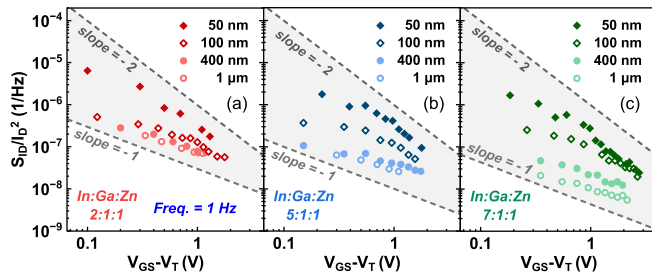 S_ID/I_D² (1/Hz)
10⁻⁴
10⁻⁵
10⁻⁶
10⁻⁷
10⁻⁸
10⁻⁹
slope = -2
50 nm
100 nm
400 nm
1 μm
(a)
slope = -1
In:Ga:Zn
2:1:1
Freq. = 1 Hz
0.1
1
V_GS-V_T (V)
slope = -2
50 nm
100 nm
400 nm
1 μm
(b)
slope = -1
In:Ga:Zn
5:1:1
0.1
1
V_GS-V_T (V)
slope = -2
50 nm
100 nm
400 nm
1 μm
(c)
slope = -1
In:Ga:Zn
7:1:1
0.1
1
V_GS-V_T (V)